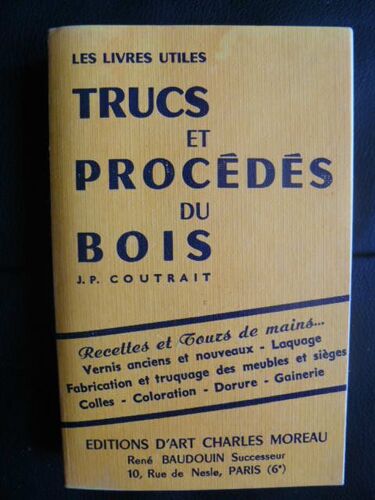 LES LIVRES UTILES
TRUCS
ET
PROCÉDÉS
DU
BOIS
J.P. COUTRAIT
Recettes et Tours de mains...
Vernis anciens et nouveaux - Laquage
Fabrication et truquage des meubles et sièges
Colles - Coloration - Dorure - Gainerie
EDITIONS D'ART CHARLES MOREAU
René BAUDOUIN Successeur
10, Rue de Nesle, PARIS (6e)